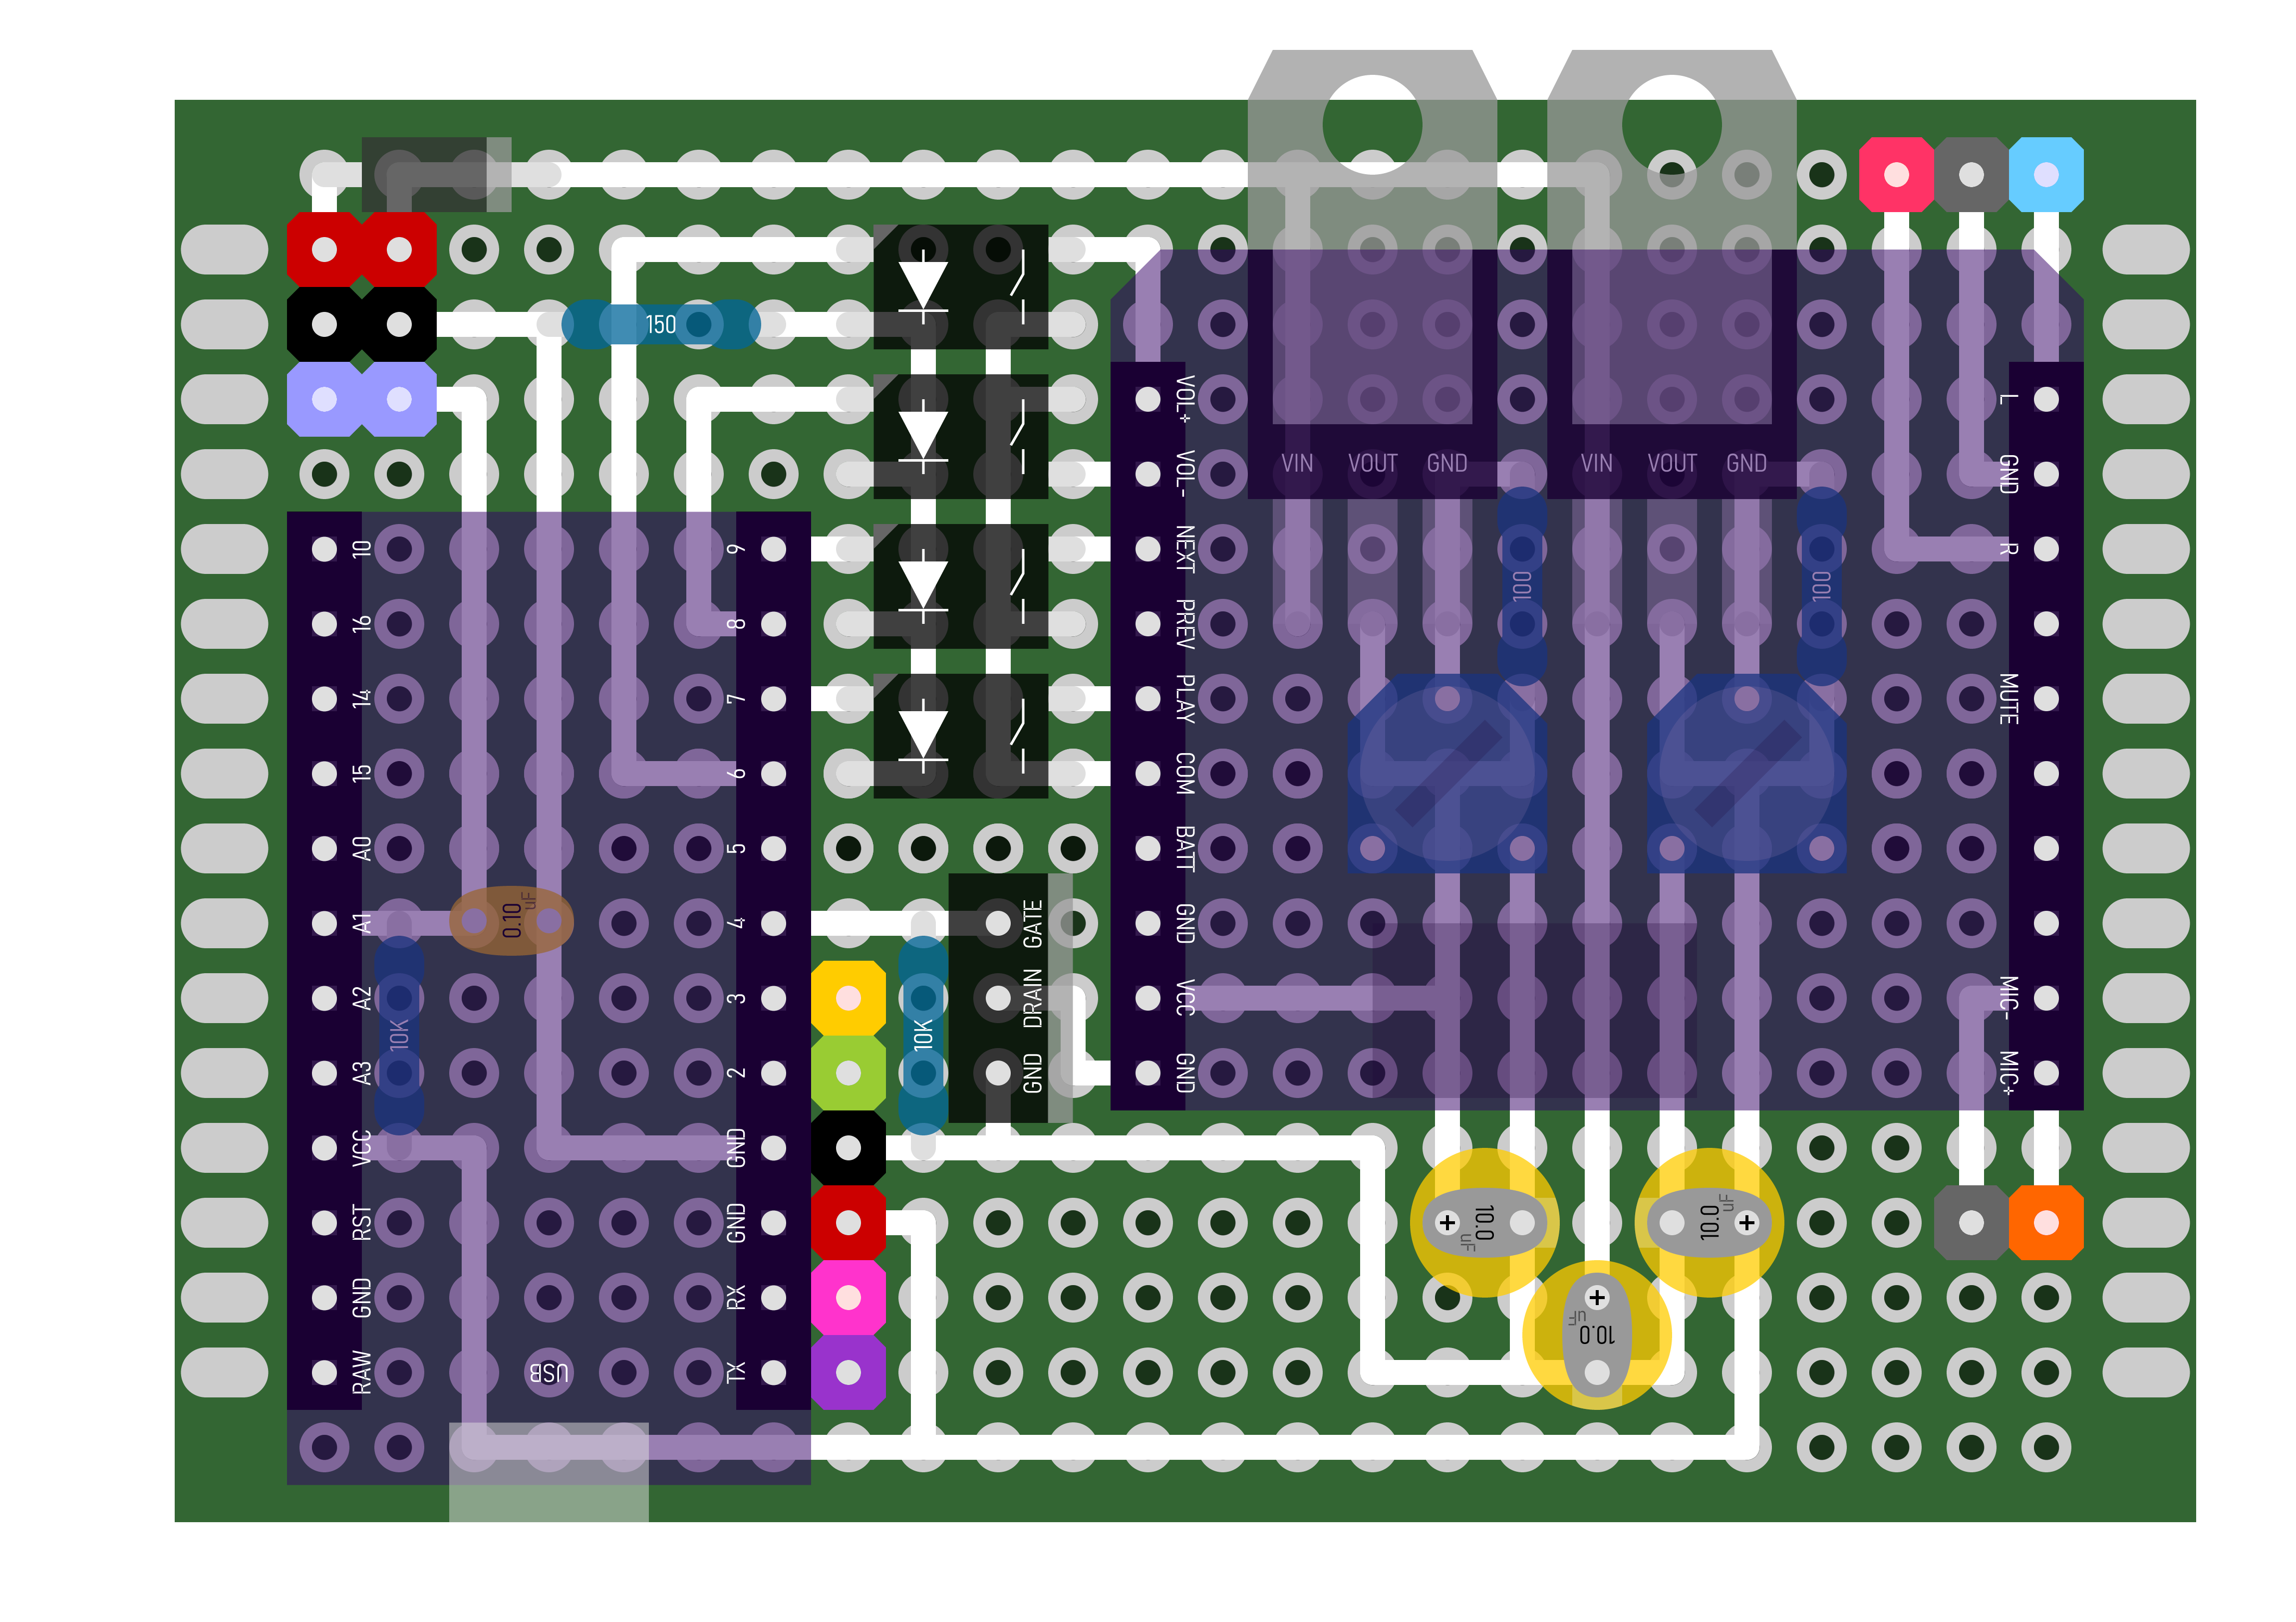 150
VIN VOUT GND
VIN VOUT GND
100
100
10
16
14
15
A0
A1
A2
A3
VCC
RST
GND
RAW
9
8
7
6
5
4
3
2
GND
GND
RX
TX
USB
0.10 uF
10K
10K
GATE
DRAIN
GND
VOL+
VOL-
NEXT
PREV
PLAY
COM
BATT
GND
VCC
GND
L
GND
R
MUTE
MIC-
MIC+
+ 10.0 uF
10.0 uF +
+ 10.0 uF